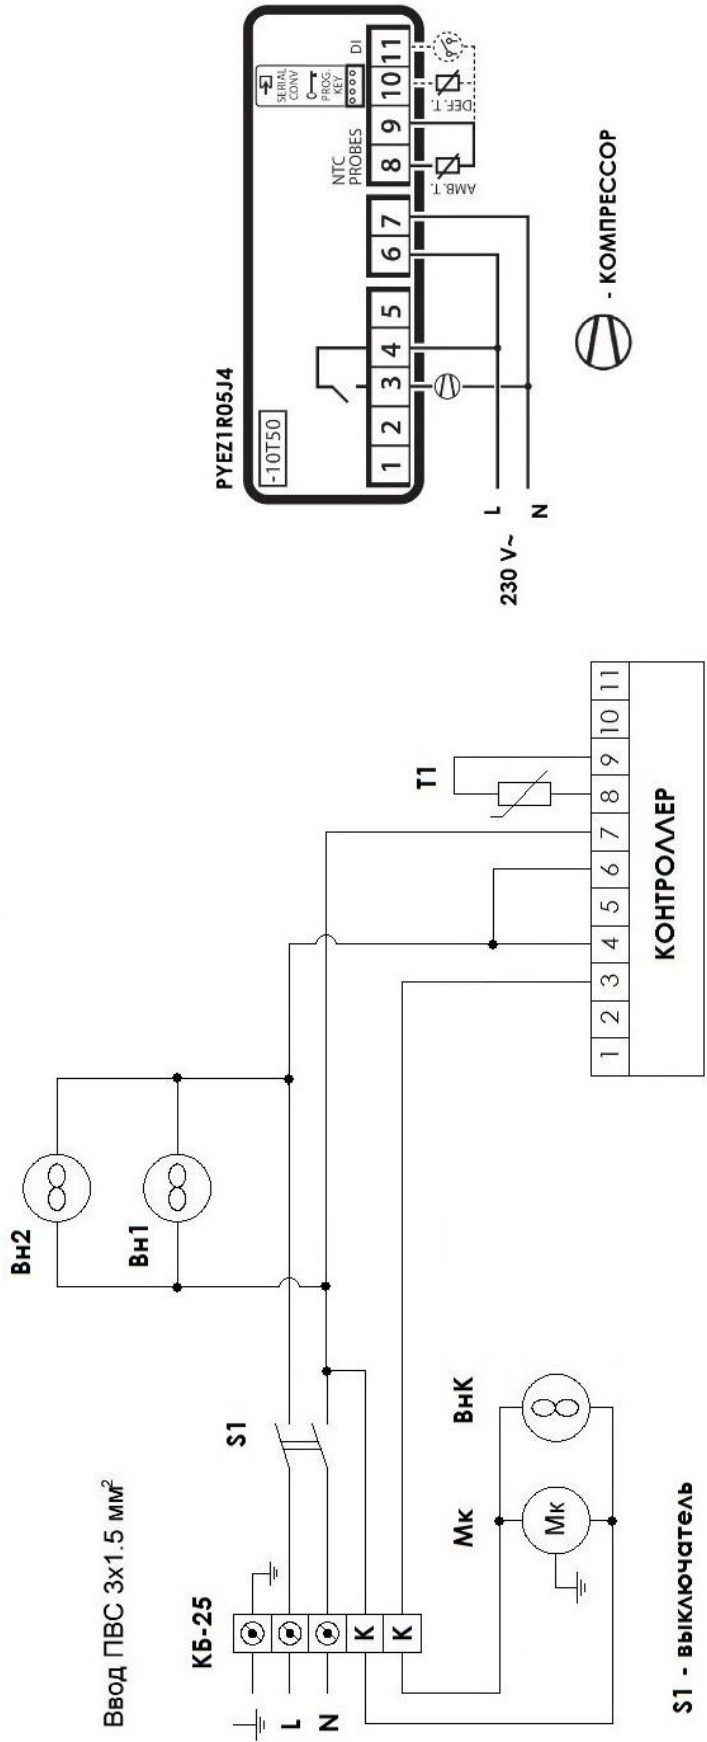 Ввод ПВС 3x1.5 мм²
КБ-25
L
N
К
К
S1
Вн2
Вн1
Мк
Мк
ВнК
S1 - выключатель
T1
1 2 3 4 5 6 7 8 9 10 11
КОНТРОЛЛЕР
PYEZ1R05J4
-10T50
NTC
PROBES
SERIAL
CONV
PROG.
KEY
DI
1 2 3 4 5 6 7 8 9 10 11
AMB.T.
DEF.T.
230 V~
L
N
- КОМПРЕССОР